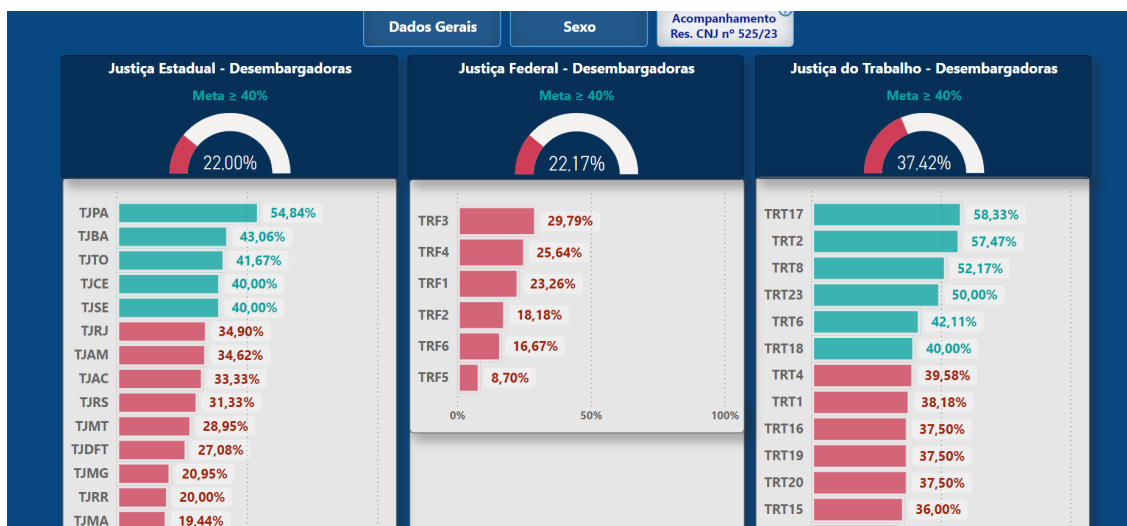 Dados Gerais
Sexo
Acompanhamento
Res. CNJ nº 525/23
Justiça Estadual - Desembargadoras
Meta ≥ 40%
22,00%
TJPA 54,84%
TJBA 43,06%
TJTO 41,67%
TJCE 40,00%
TJSE 40,00%
TJRJ 34,90%
TJAM 34,62%
TJAC 33,33%
TJRS 31,33%
TJMT 28,95%
TJDFT 27,08%
TJMG 20,95%
TJRR 20,00%
TJMA 19,44%
Justiça Federal - Desembargadoras
Meta ≥ 40%
22,17%
TRF3 29,79%
TRF4 25,64%
TRF1 23,26%
TRF2 18,18%
TRF6 16,67%
TRF5 8,70%
0% 50% 100%
Justiça do Trabalho - Desembargadoras
Meta ≥ 40%
37,42%
TRT17 58,33%
TRT2 57,47%
TRT8 52,17%
TRT23 50,00%
TRT6 42,11%
TRT18 40,00%
TRT4 39,58%
TRT1 38,18%
TRT16 37,50%
TRT19 37,50%
TRT20 37,50%
TRT15 36,00%